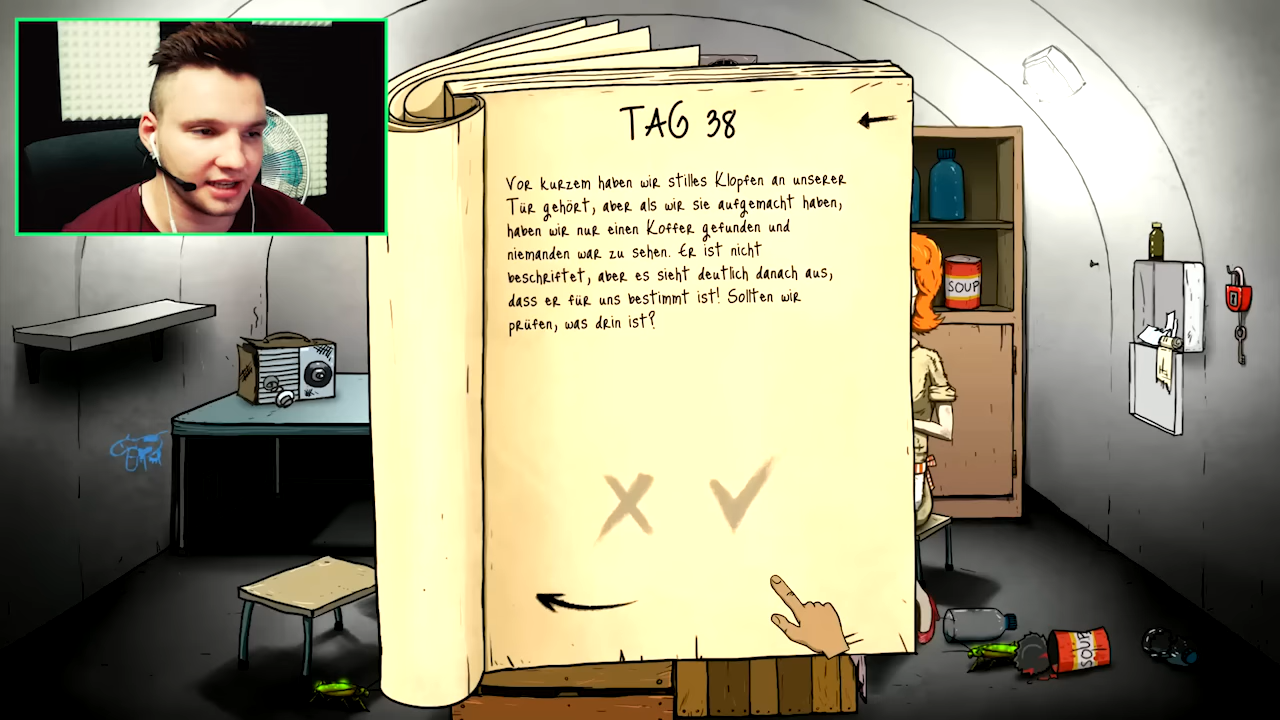 TAG 38
Vor kurzem haben wir stilles Klopfen an unserer
Tür gehört, aber als wir sie aufgemacht haben,
haben wir nur einen Koffer gefunden und
niemanden war zu sehen. Er ist nicht
beschriftet, aber es sieht deutlich danach aus,
dass er für uns bestimmt ist! Sollten wir
prüfen, was drin ist?
SOUP
SOUP